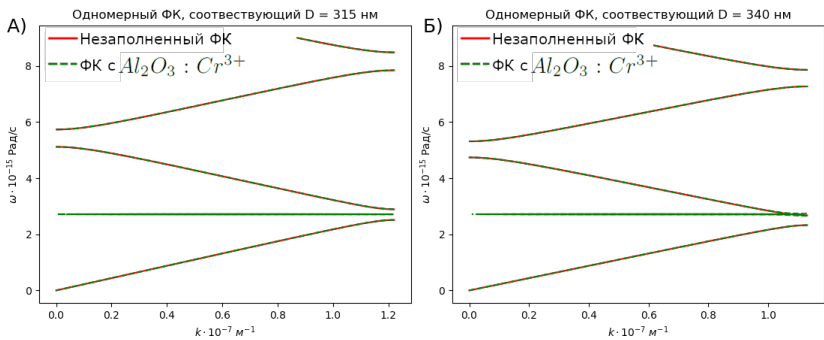 А)
Одномерный ФК, соотвествующий D = 315 нм
Незаполненный ФК
ФК с Al₂O₃ : Cr³⁺
ω · 10⁻¹⁵ Рад/с
8
6
4
2
0
0.0 0.2 0.4 0.6 0.8 1.0 1.2
k · 10⁻⁷ м⁻¹
Б)
Одномерный ФК, соотвествующий D = 340 нм
Незаполненный ФК
ФК с Al₂O₃ : Cr³⁺
ω · 10⁻¹⁵ Рад/с
8
6
4
2
0
0.0 0.2 0.4 0.6 0.8 1.0
k · 10⁻⁷ м⁻¹